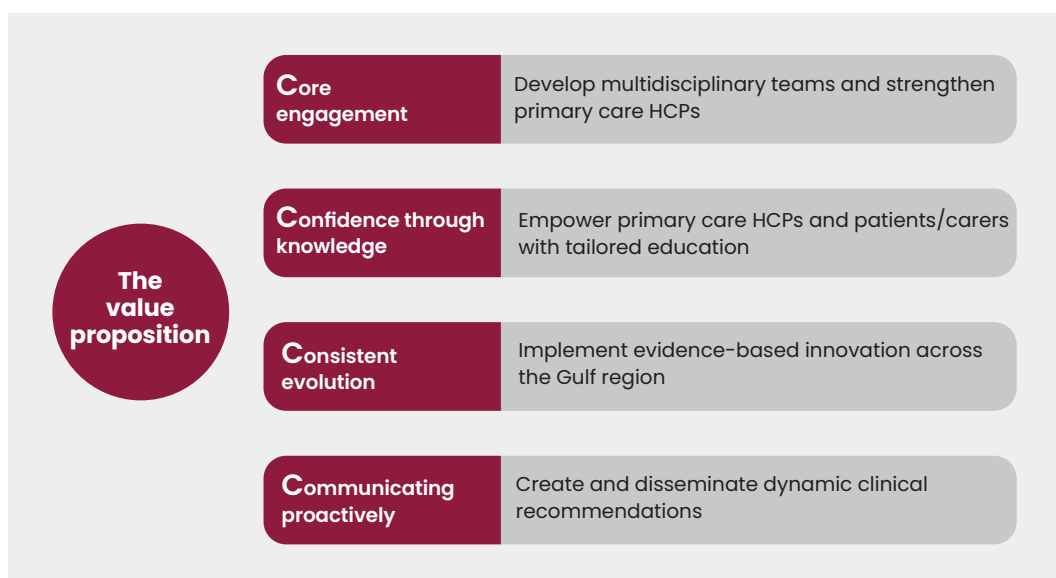 The
value
proposition
Core
engagement
Develop multidisciplinary teams and strengthen
primary care HCPs
Confidence through
knowledge
Empower primary care HCPs and patients/carers
with tailored education
Consistent
evolution
Implement evidence-based innovation across
the Gulf region
Communicating
proactively
Create and disseminate dynamic clinical
recommendations